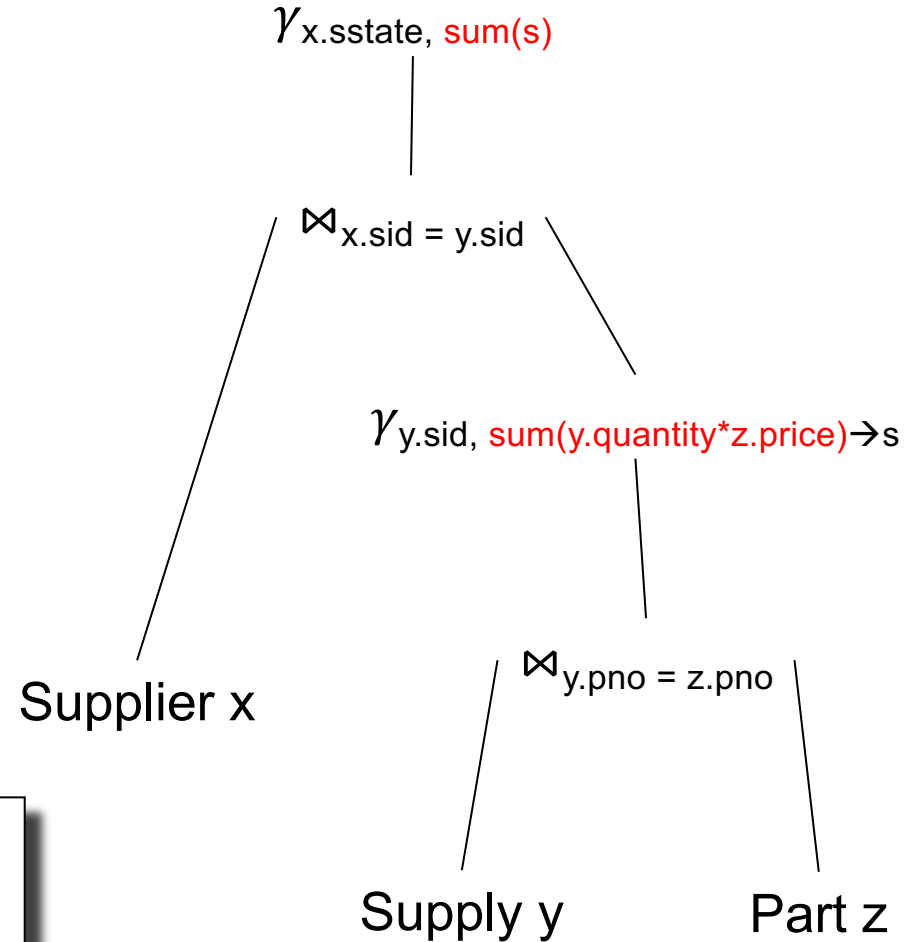 γx.sstate, sum(s)
⋈x.sid = y.sid
γy.sid, sum(y.quantity*z.price)→s
⋈y.pno = z.pno
Supplier x
Supply y
Part z